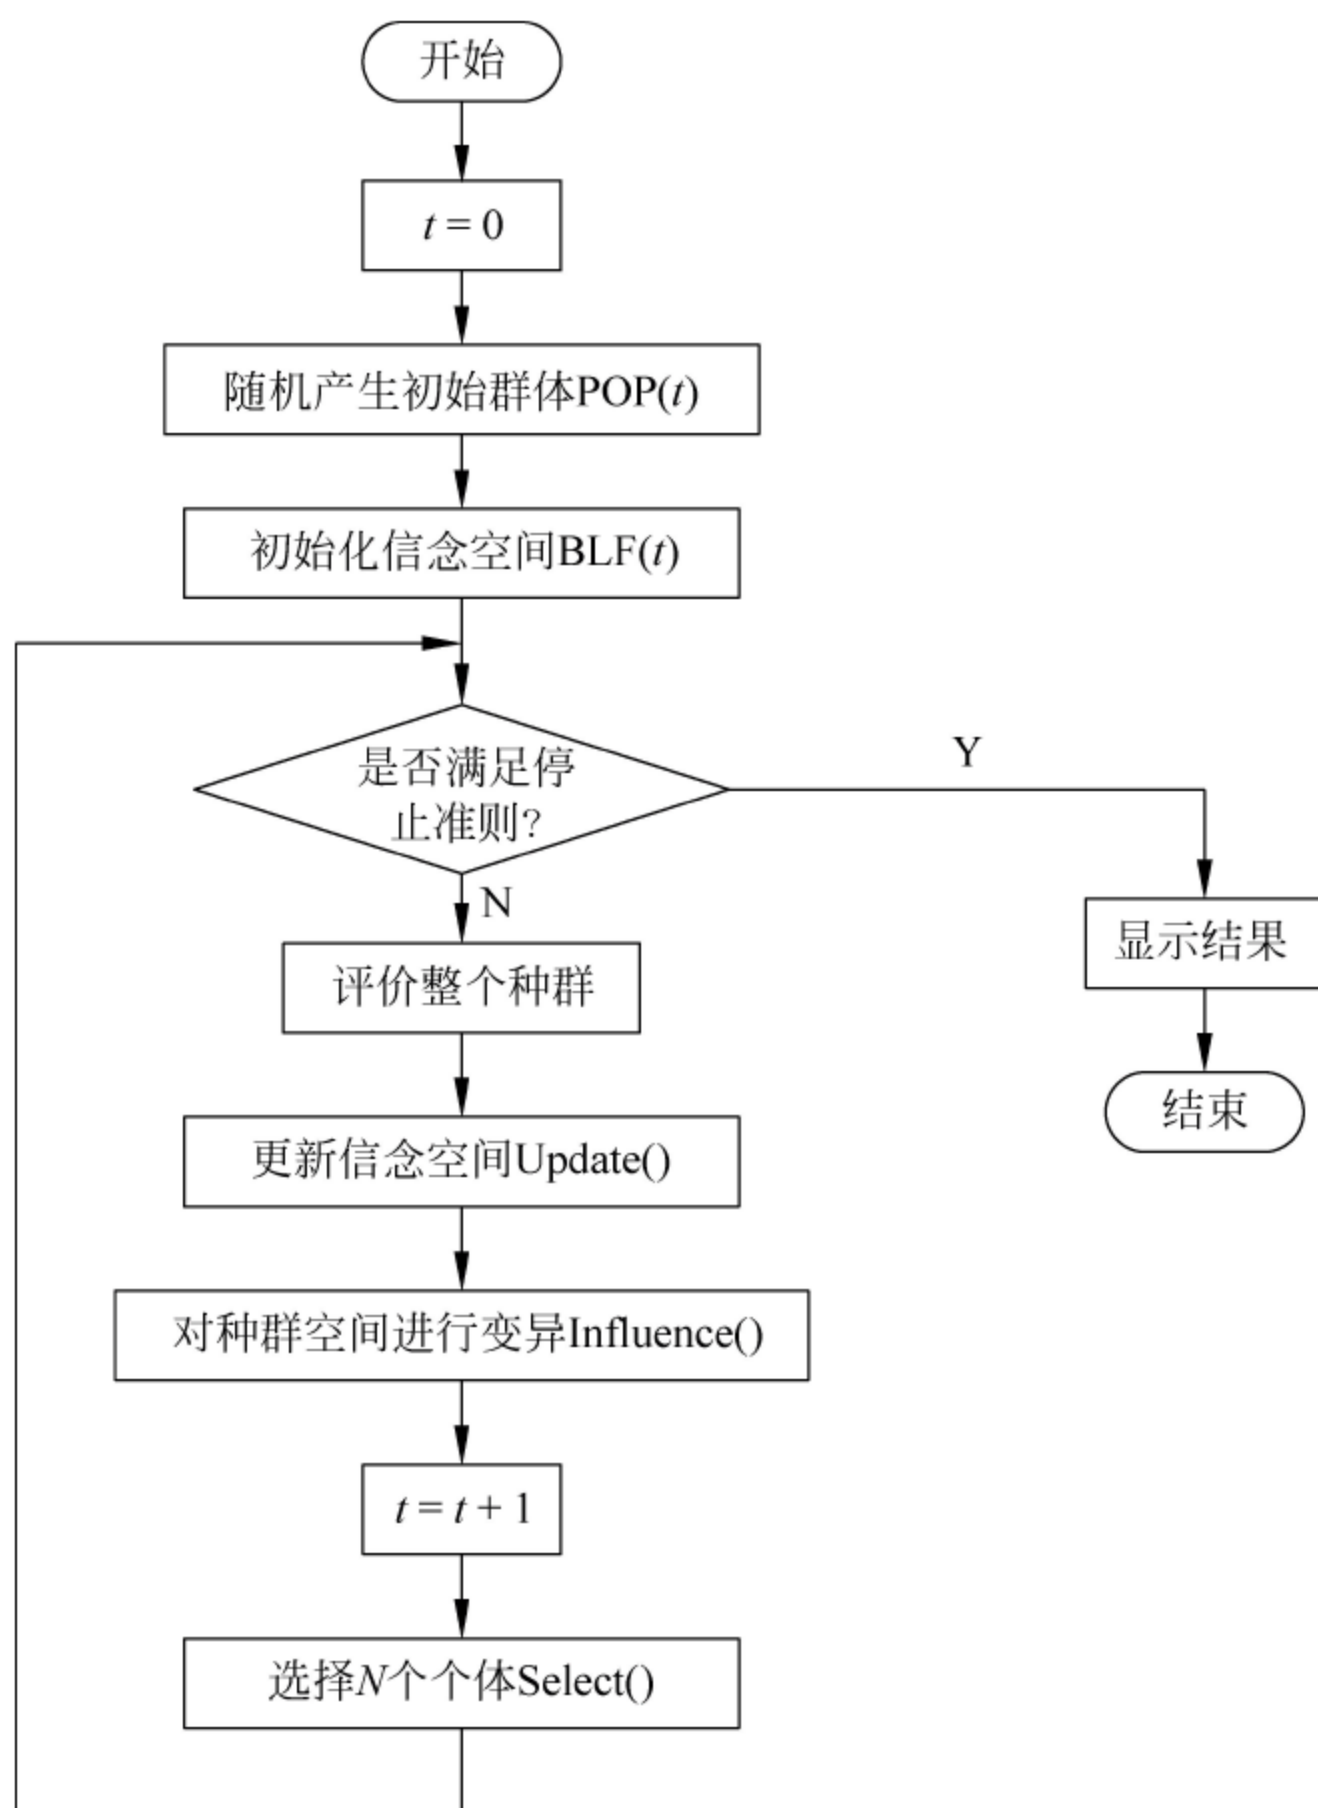 开始
t = 0
随机产生初始群体POP(t)
初始化信念空间BLF(t)
是否满足停
止准则?
Y
N
评价整个种群
显示结果
更新信念空间Update()
结束
对种群空间进行变异Influence()
t = t + 1
选择N个个体Select()